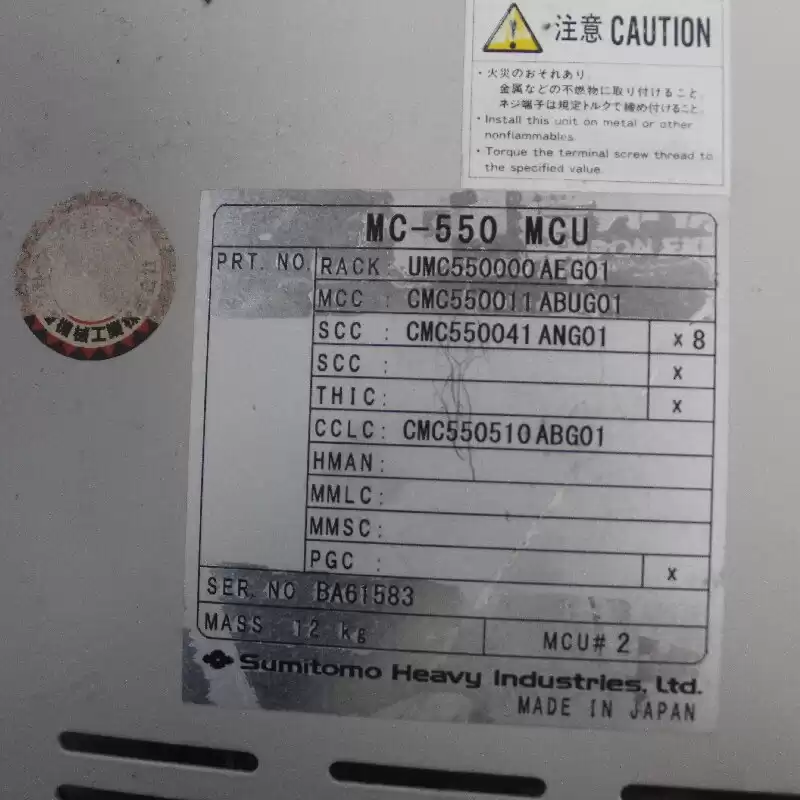 注意 CAUTION
・火災のおそれあり
金属などの不燃物に取り付けること。
ネジ端子は規定トルクで締め付けること。
・Install this unit on metal or other
nonflammables.
・Torque the terminal screw thread to
the specified value.
MC-550 MCU
PRT. NO. RACK: UMC550000AEG01
MCC : CMC550011ABUG01
SCC : CMC550041ANG01 x 8
SCC : x
THIC: x
CCLC: CMC550510ABG01
HMAN:
MMLC:
MMSC:
PGC : x
SER. NO BA61583
MASS: 12 kg MCU# 2
Sumitomo Heavy Industries, Ltd.
MADE IN JAPAN
機械工